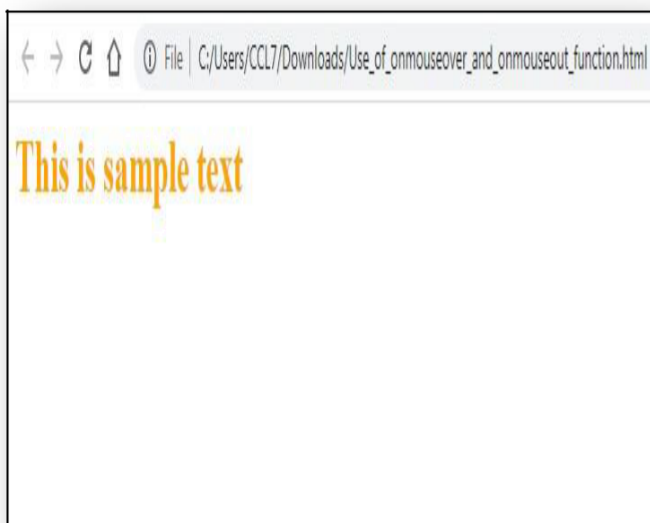 File C:/Users/CCL7/Downloads/Use_of_onmouseover_and_onmouseout_function.html
This is sample text